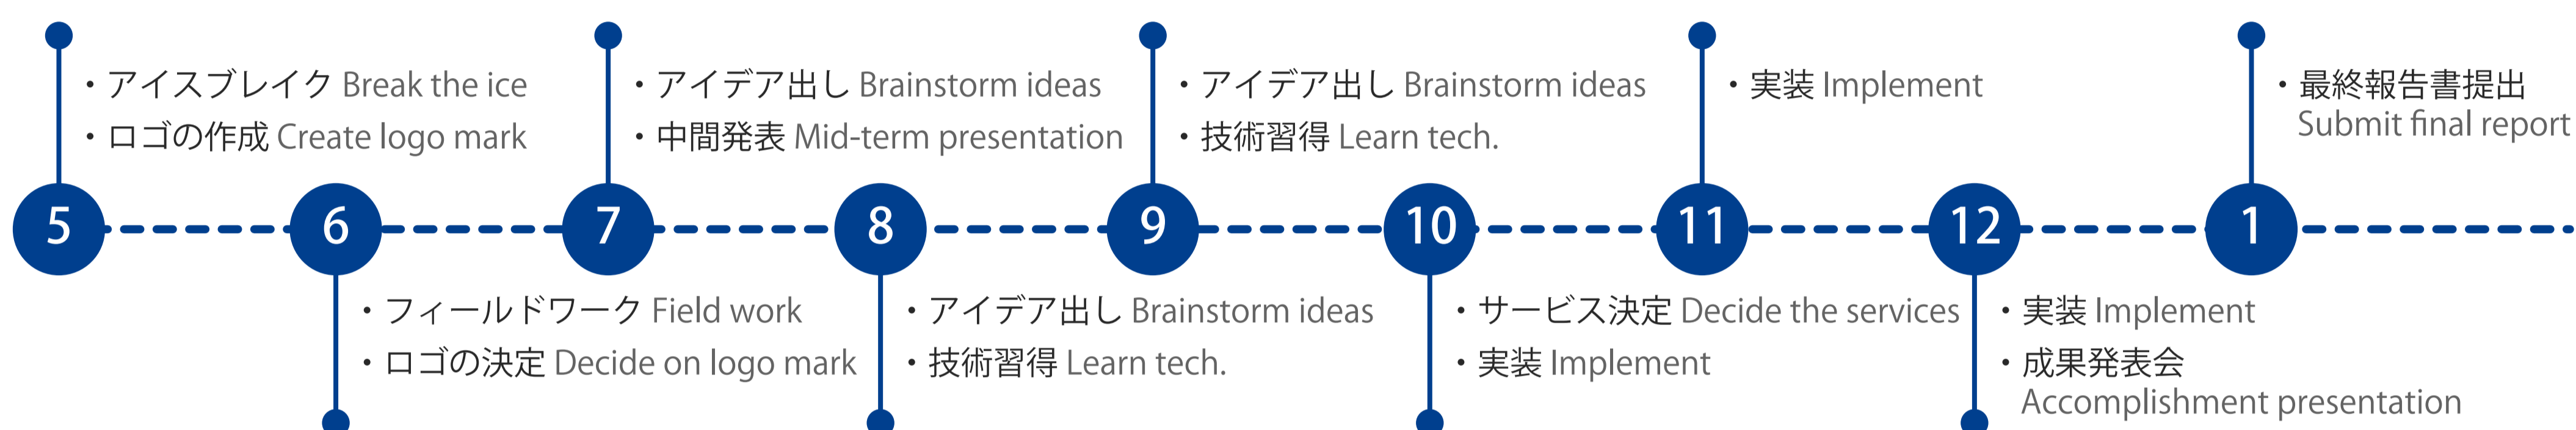 ・アイスブレイク Break the ice
・ロゴの作成 Create logo mark
・アイデア出し Brainstorm ideas
・中間発表 Mid-term presentation
・アイデア出し Brainstorm ideas
・技術習得 Learn tech.
・実装 Implement
・最終報告書提出
Submit final report
5
6
7
8
9
10
11
12
1
・フィールドワーク Field work
・ロゴの決定 Decide on logo mark
・アイデア出し Brainstorm ideas
・技術習得 Learn tech.
・サービス決定 Decide the services
・実装 Implement
・実装 Implement
・成果発表会
Accomplishment presentation